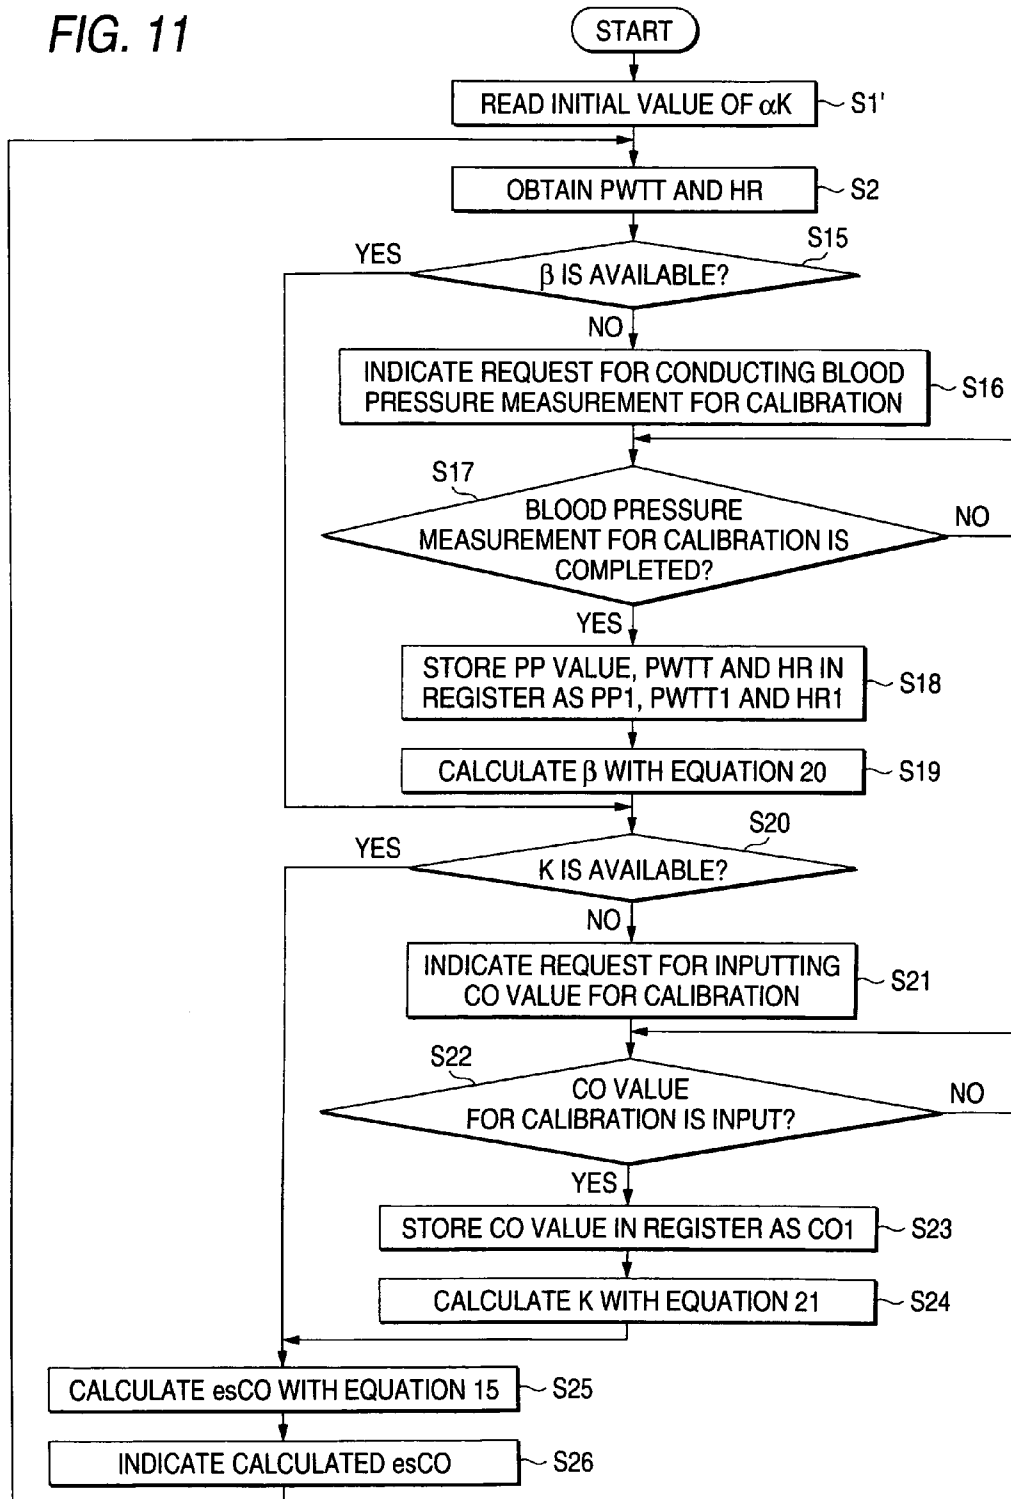 FIG. 11
START
READ INITIAL VALUE OF αK
S1'
OBTAIN PWTT AND HR
S2
S15
YES
β IS AVAILABLE?
NO
INDICATE REQUEST FOR CONDUCTING BLOOD
PRESSURE MEASUREMENT FOR CALIBRATION
S16
S17
BLOOD PRESSURE
MEASUREMENT FOR CALIBRATION IS
COMPLETED?
NO
YES
STORE PP VALUE, PWTT AND HR IN
REGISTER AS PP1, PWTT1 AND HR1
S18
CALCULATE β WITH EQUATION 20
S19
S20
YES
K IS AVAILABLE?
NO
INDICATE REQUEST FOR INPUTTING
CO VALUE FOR CALIBRATION
S21
S22
CO VALUE
FOR CALIBRATION IS INPUT?
NO
YES
STORE CO VALUE IN REGISTER AS CO1
S23
CALCULATE K WITH EQUATION 21
S24
CALCULATE esCO WITH EQUATION 15
S25
INDICATE CALCULATED esCO
S26